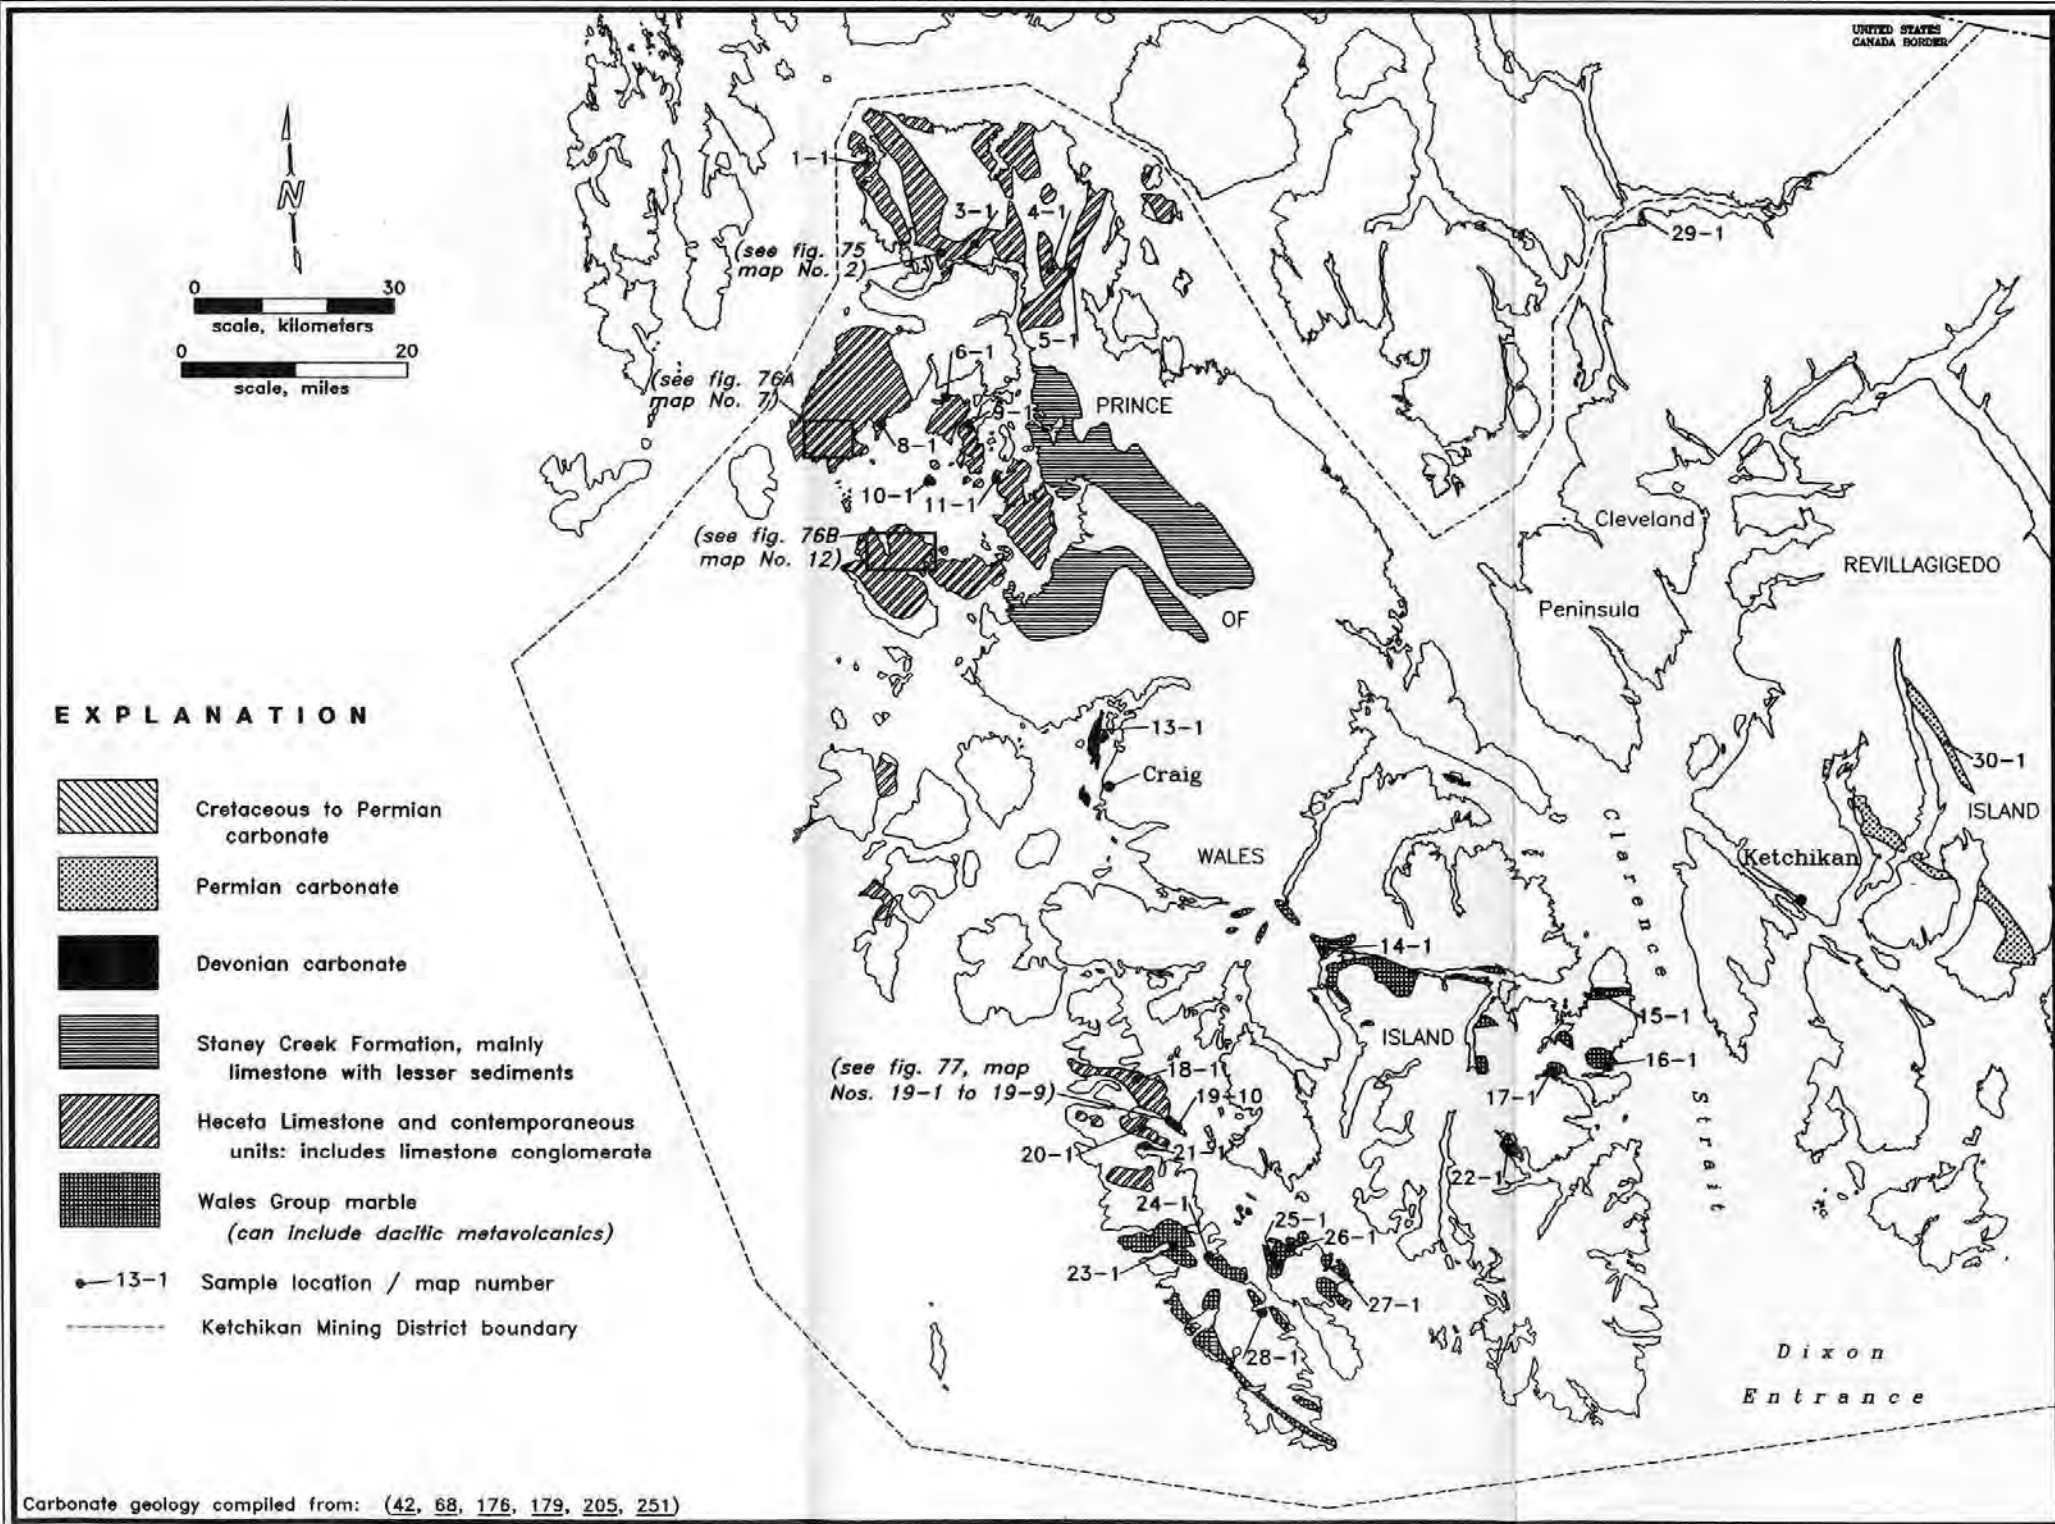 UNITED STATES
CANADA BORDER
N
0 30
scale, kilometers
0 20
scale, miles
1-1
3-1
4-1
29-1
(see fig. 75
map No. 2)
5-1
6-1
(see fig. 76A
map No. 7)
9-1
PRINCE
8-1
10-1
11-1
Cleveland
(see fig. 76B
map No. 12)
REVILLAGIGEDO
Peninsula
OF
EXPLANATION
Cretaceous to Permian
carbonate
Permian carbonate
Devonian carbonate
Staney Creek Formation, mainly
limestone with lesser sediments
Heceta Limestone and contemporaneous
units: includes limestone conglomerate
Wales Group marble
(can include dacitic metavolcanics)
13-1 Sample location / map number
Ketchikan Mining District boundary
13-1
Craig
30-1
ISLAND
WALES
Clarence
Ketchikan
14-1
15-1
ISLAND
16-1
(see fig. 77, map
Nos. 19-1 to 19-9)
18-1
19-10
17-1
Strait
20-1
21-1
22-1
24-1
25-1
26-1
23-1
27-1
28-1
Dixon
Entrance
Carbonate geology compiled from: (42, 68, 176, 179, 205, 251)